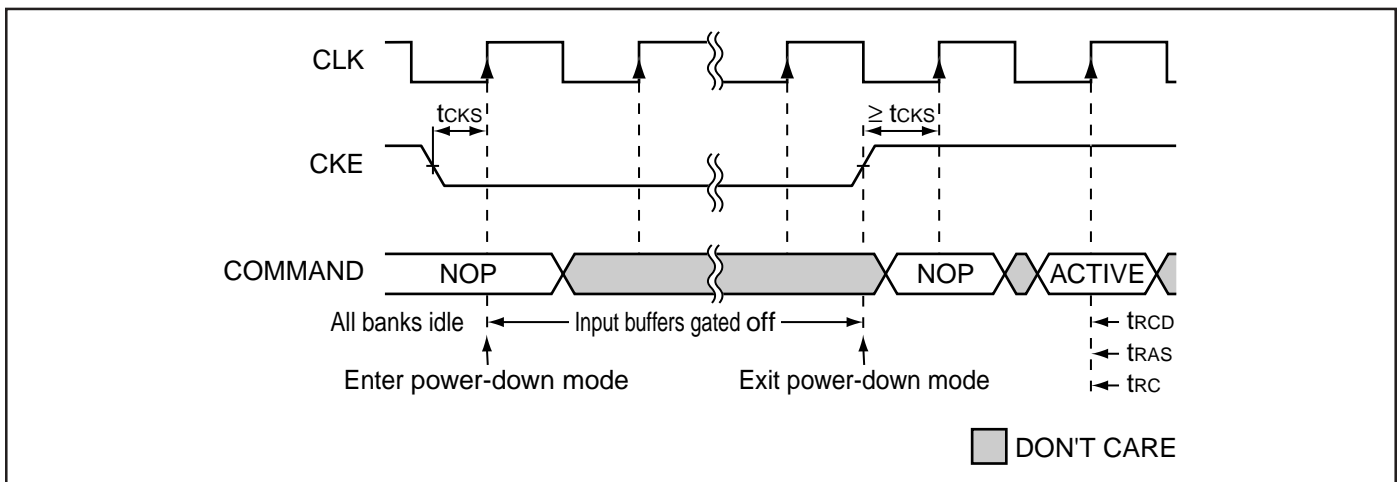 CLK
tCKS
≥ tCKS
CKE
COMMAND
NOP
NOP
ACTIVE
All banks idle
Input buffers gated off
tRCD
tRAS
tRC
Enter power-down mode
Exit power-down mode
DON'T CARE